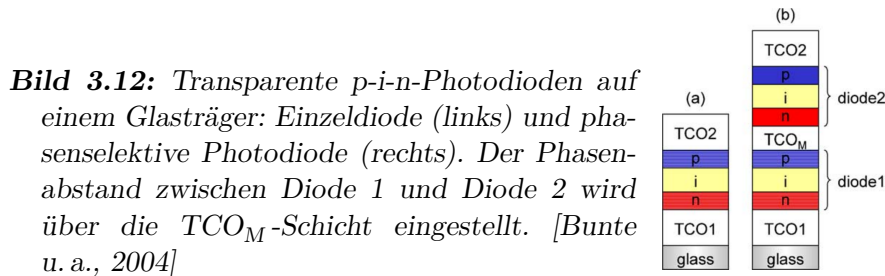 Bild 3.12: Transparente p-i-n-Photodioden auf
einem Glasträger: Einzeldiode (links) und pha-
senselektive Photodiode (rechts). Der Phasen-
abstand zwischen Diode 1 und Diode 2 wird
über die TCO_M-Schicht eingestellt. [Bunte
u. a., 2004]
(a)
TCO2
p
i
n
TCO1
glass
(b)
TCO2
p
i
n
diode2
TCO_M
p
i
n
diode1
TCO1
glass